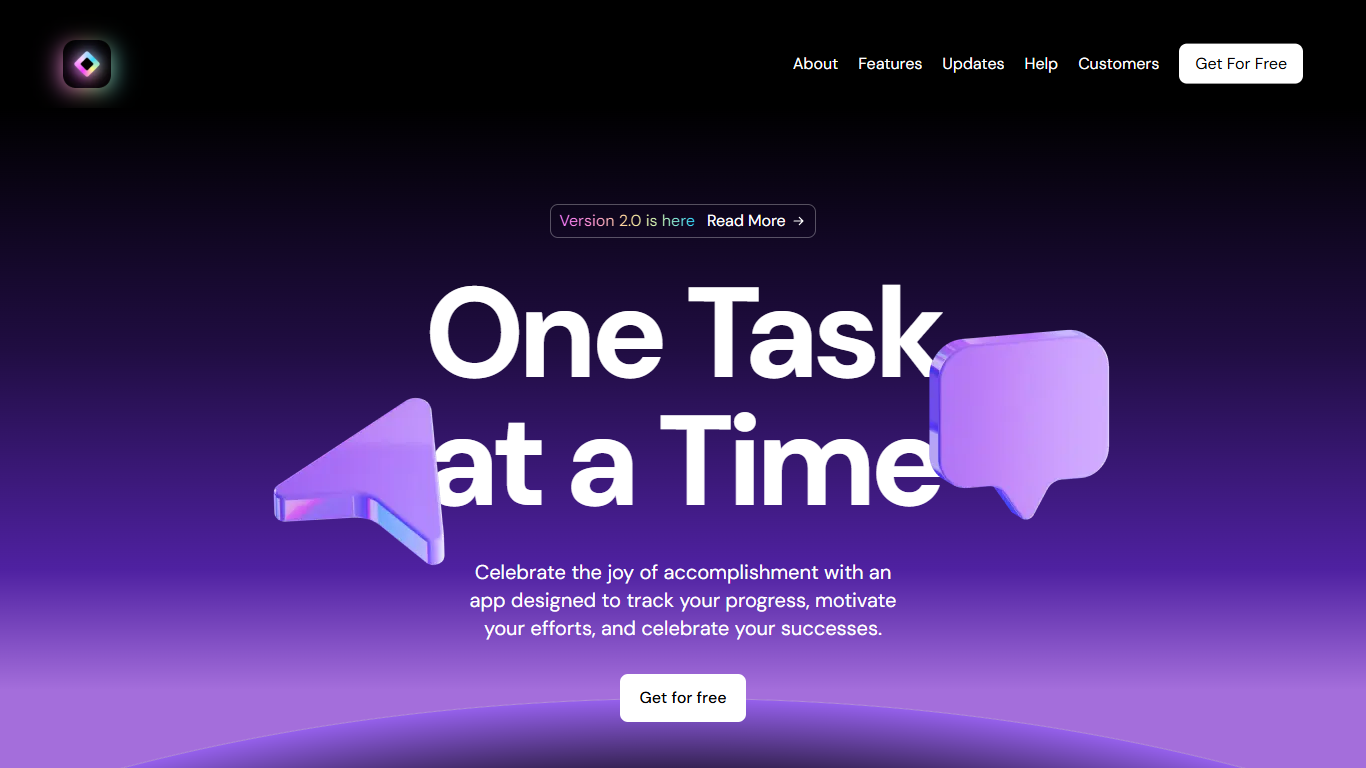 About Features Updates Help Customers Get For Free
Version 2.0 is here Read More →
One Task
at a Time
Celebrate the joy of accomplishment with an
app designed to track your progress, motivate
your efforts, and celebrate your successes.
Get for free